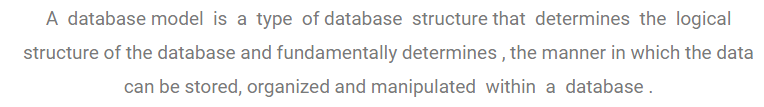 A database model is a type of database structure that determines the logical
structure of the database and fundamentally determines , the manner in which the data
can be stored, organized and manipulated within a database .